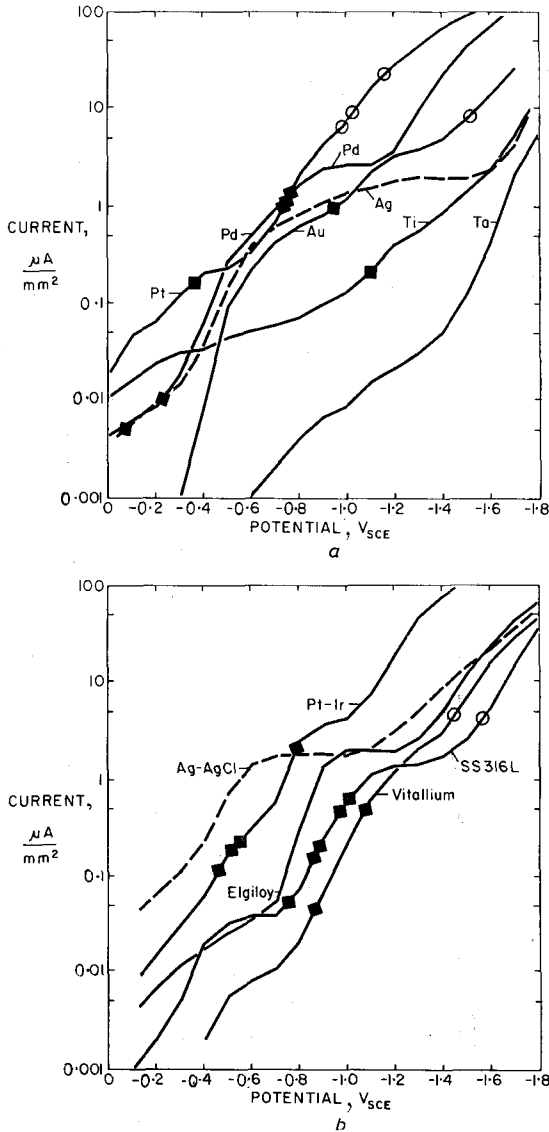 100
10
1
0·1
0·01
0·001
CURRENT,
μA
mm²
Pd
Pd
Ag
Au
Ti
Ta
Pt
0 -0·2 -0·4 -0·6 -0·8 -1·0 -1·2 -1·4 -1·6 -1·8
POTENTIAL, VSCE
a
100
10
1
0·1
0·01
0·001
CURRENT,
μA
mm²
Pt-Ir
Ag-AgCl
SS316L
Vitallium
Elgiloy
0 -0·2 -0·4 -0·6 -0·8 -1·0 -1·2 -1·4 -1·6 -1·8
POTENTIAL, VSCE
b